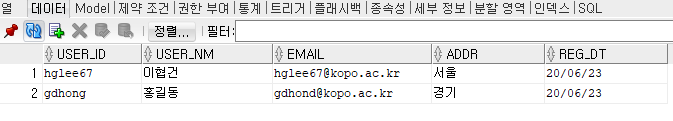 열 데이터 Model 제약 조건 권한 부여 통계 트리거 플래시백 종속성 세부 정보 분할 영역 인덱스 SQL
정렬... 필터:
USER_ID USER_NM EMAIL ADDR REG_DT
1 hglee67 이협건 hglee67@kopo.ac.kr 서울 20/06/23
2 gdhong 홍길동 gdhond@kopo.ac.kr 경기 20/06/23